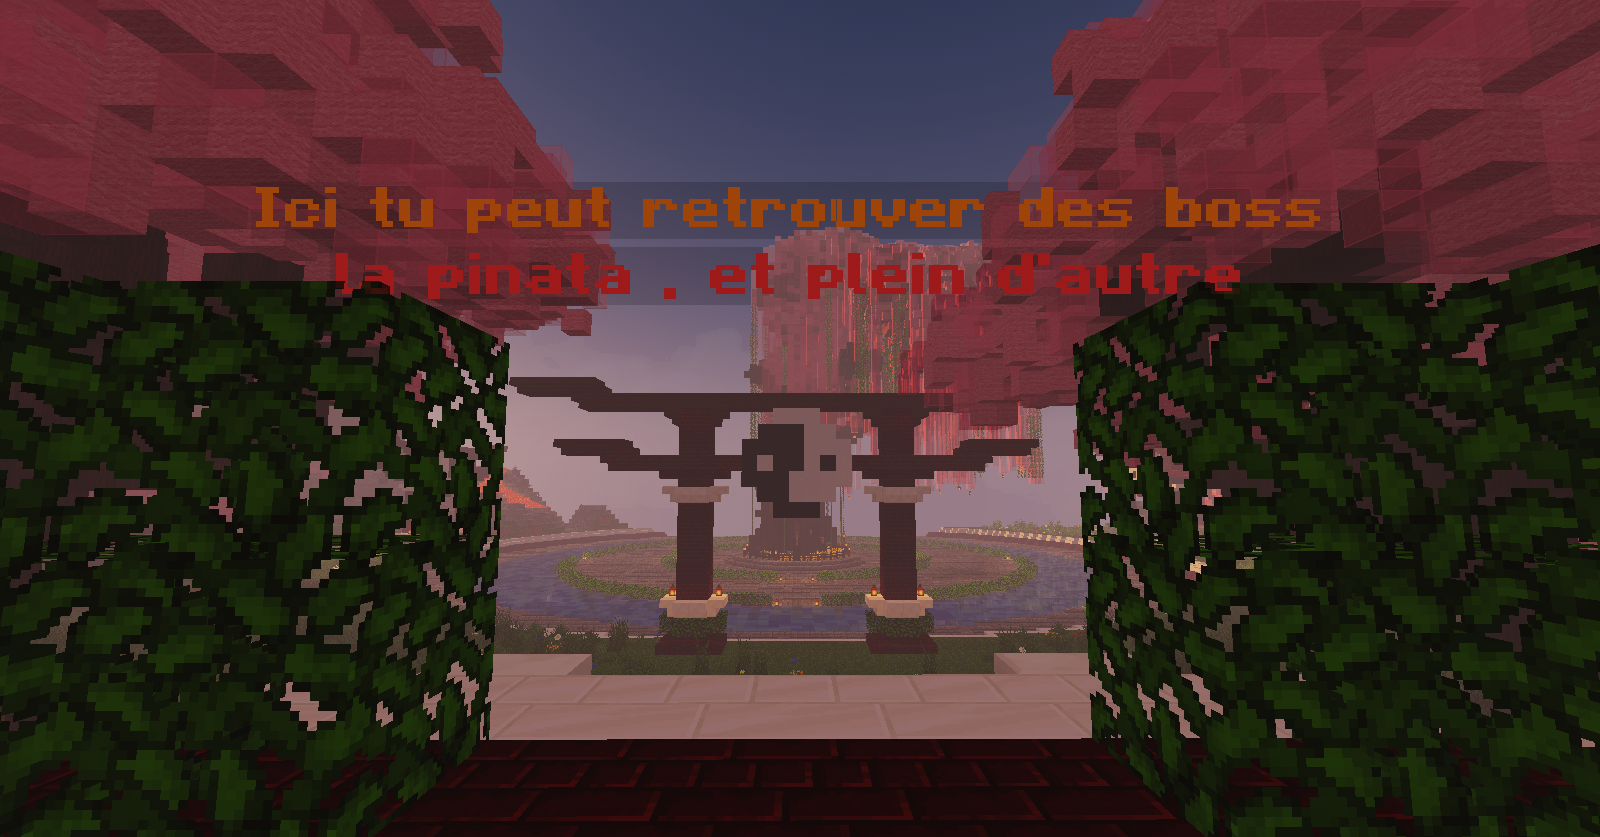 Ici tu peut retrouver des boss
la pinata , et plein d'autre